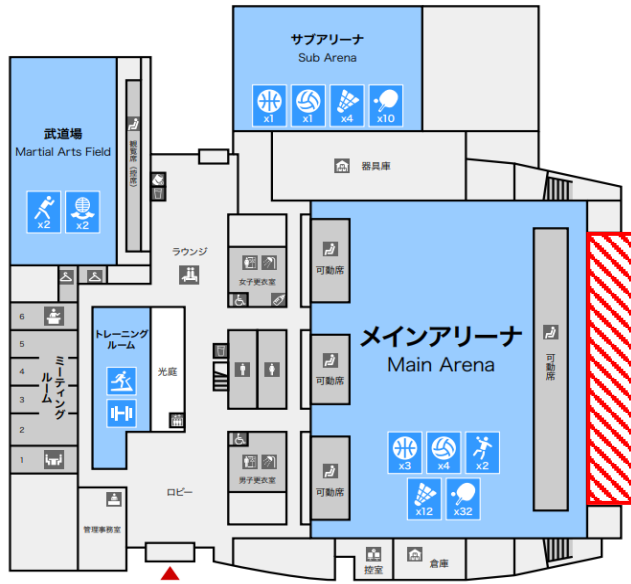 サブアリーナ
Sub Arena
x1
x1
x4
x10
武道場
Martial Arts Field
x2
x2
観覧席(控席)
器具庫
ラウンジ
女子更衣室
可動席
6
5
4
3
2
1
ミーティング
ルーム
トレーニング
ルーム
光庭
可動席
メインアリーナ
Main Arena
可動席
x3
x4
x2
x12
x32
可動席
男子更衣室
ロビー
管理事務室
控室
倉庫